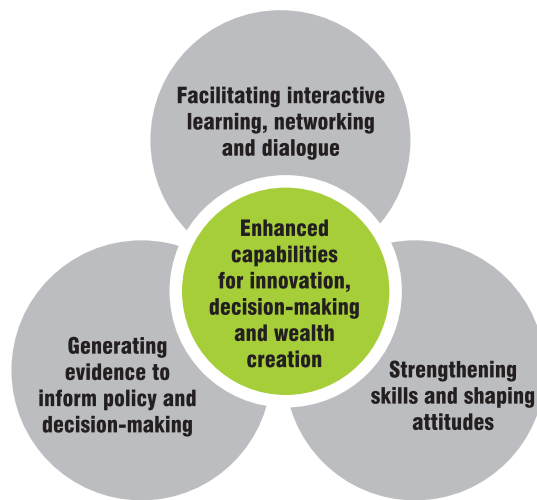 Facilitating interactive
learning, networking
and dialogue
Enhanced
capabilities
for innovation,
decision-making
and wealth
creation
Generating
evidence to
inform policy and
decision-making
Strengthening
skills and shaping
attitudes